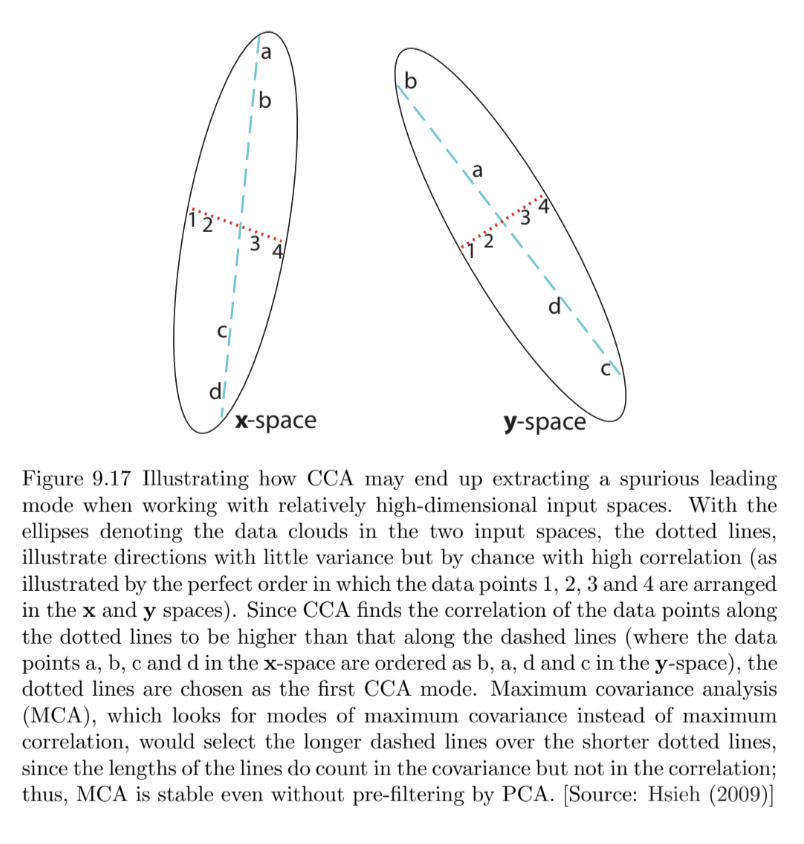 a
b
b
a
1 2
3 4
1 2
3 4
c
d
d
c
x-space
y-space
Figure 9.17 Illustrating how CCA may end up extracting a spurious leading
mode when working with relatively high-dimensional input spaces. With the
ellipses denoting the data clouds in the two input spaces, the dotted lines,
illustrate directions with little variance but by chance with high correlation (as
illustrated by the perfect order in which the data points 1, 2, 3 and 4 are arranged
in the x and y spaces). Since CCA finds the correlation of the data points along
the dotted lines to be higher than that along the dashed lines (where the data
points a, b, c and d in the x-space are ordered as b, a, d and c in the y-space), the
dotted lines are chosen as the first CCA mode. Maximum covariance analysis
(MCA), which looks for modes of maximum covariance instead of maximum
correlation, would select the longer dashed lines over the shorter dotted lines,
since the lengths of the lines do count in the covariance but not in the correlation;
thus, MCA is stable even without pre-filtering by PCA. [Source: Hsieh (2009)]